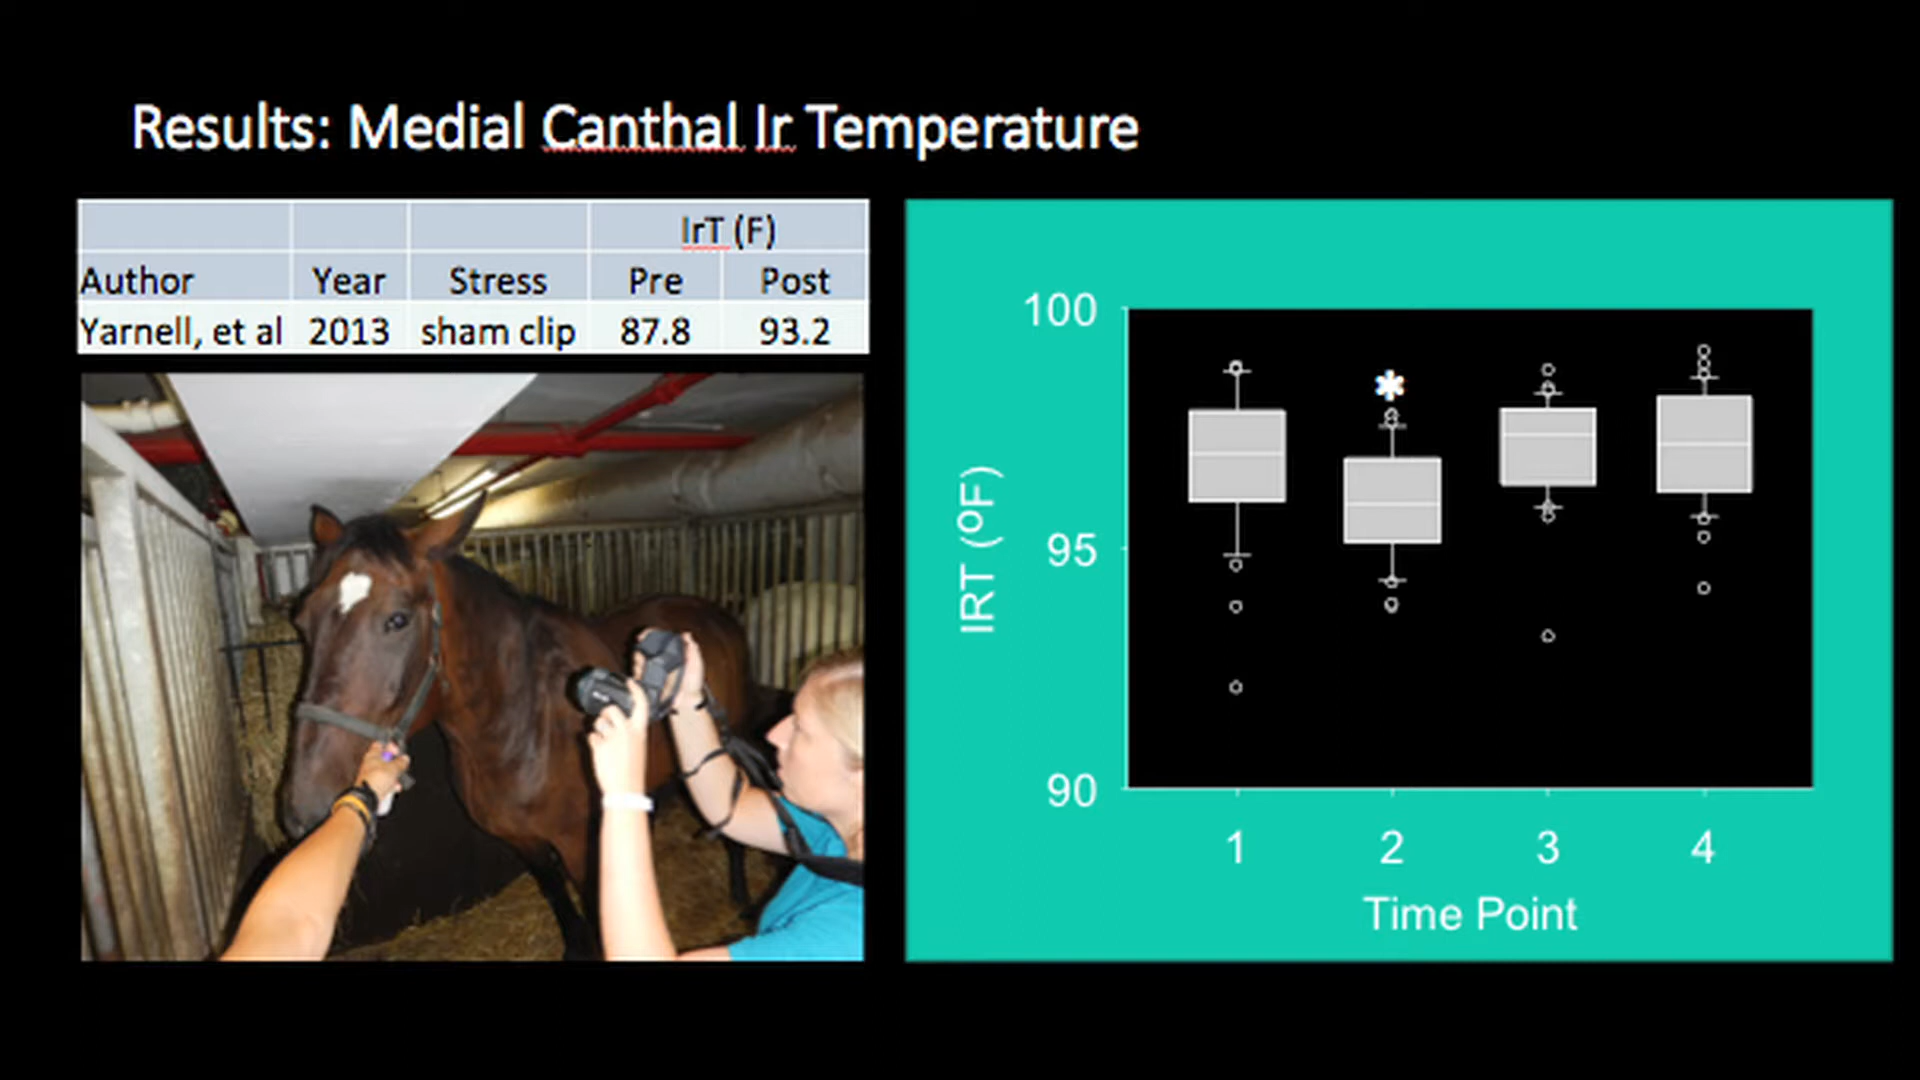 Results: Medial Canthal Ir Temperature
IrT (F)
Author Year Stress Pre Post
Yarnell, et al 2013 sham clip 87.8 93.2
100
95
90
IRT (ºF)
*
1 2 3 4
Time Point